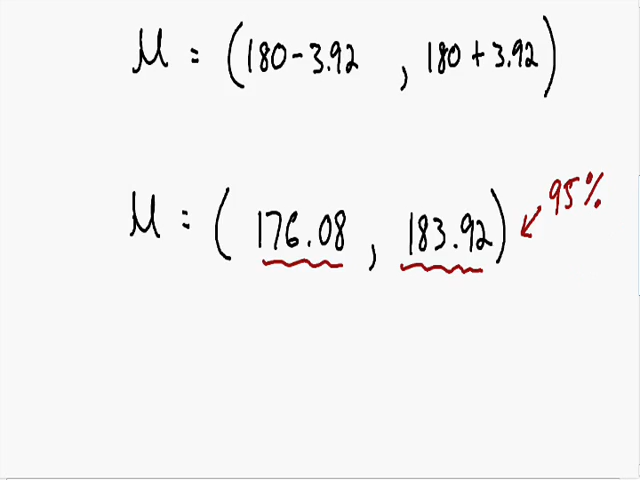 μ = (180-3.92 , 180+3.92)
95%
μ = (176.08 , 183.92)